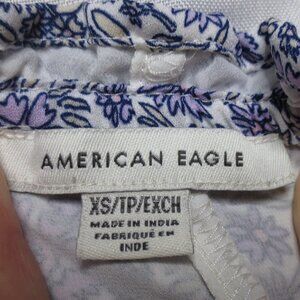 AMERICAN EAGLE
XS/TP/EXCH
MADE IN INDIA
FABRIQUÉ EN
INDE